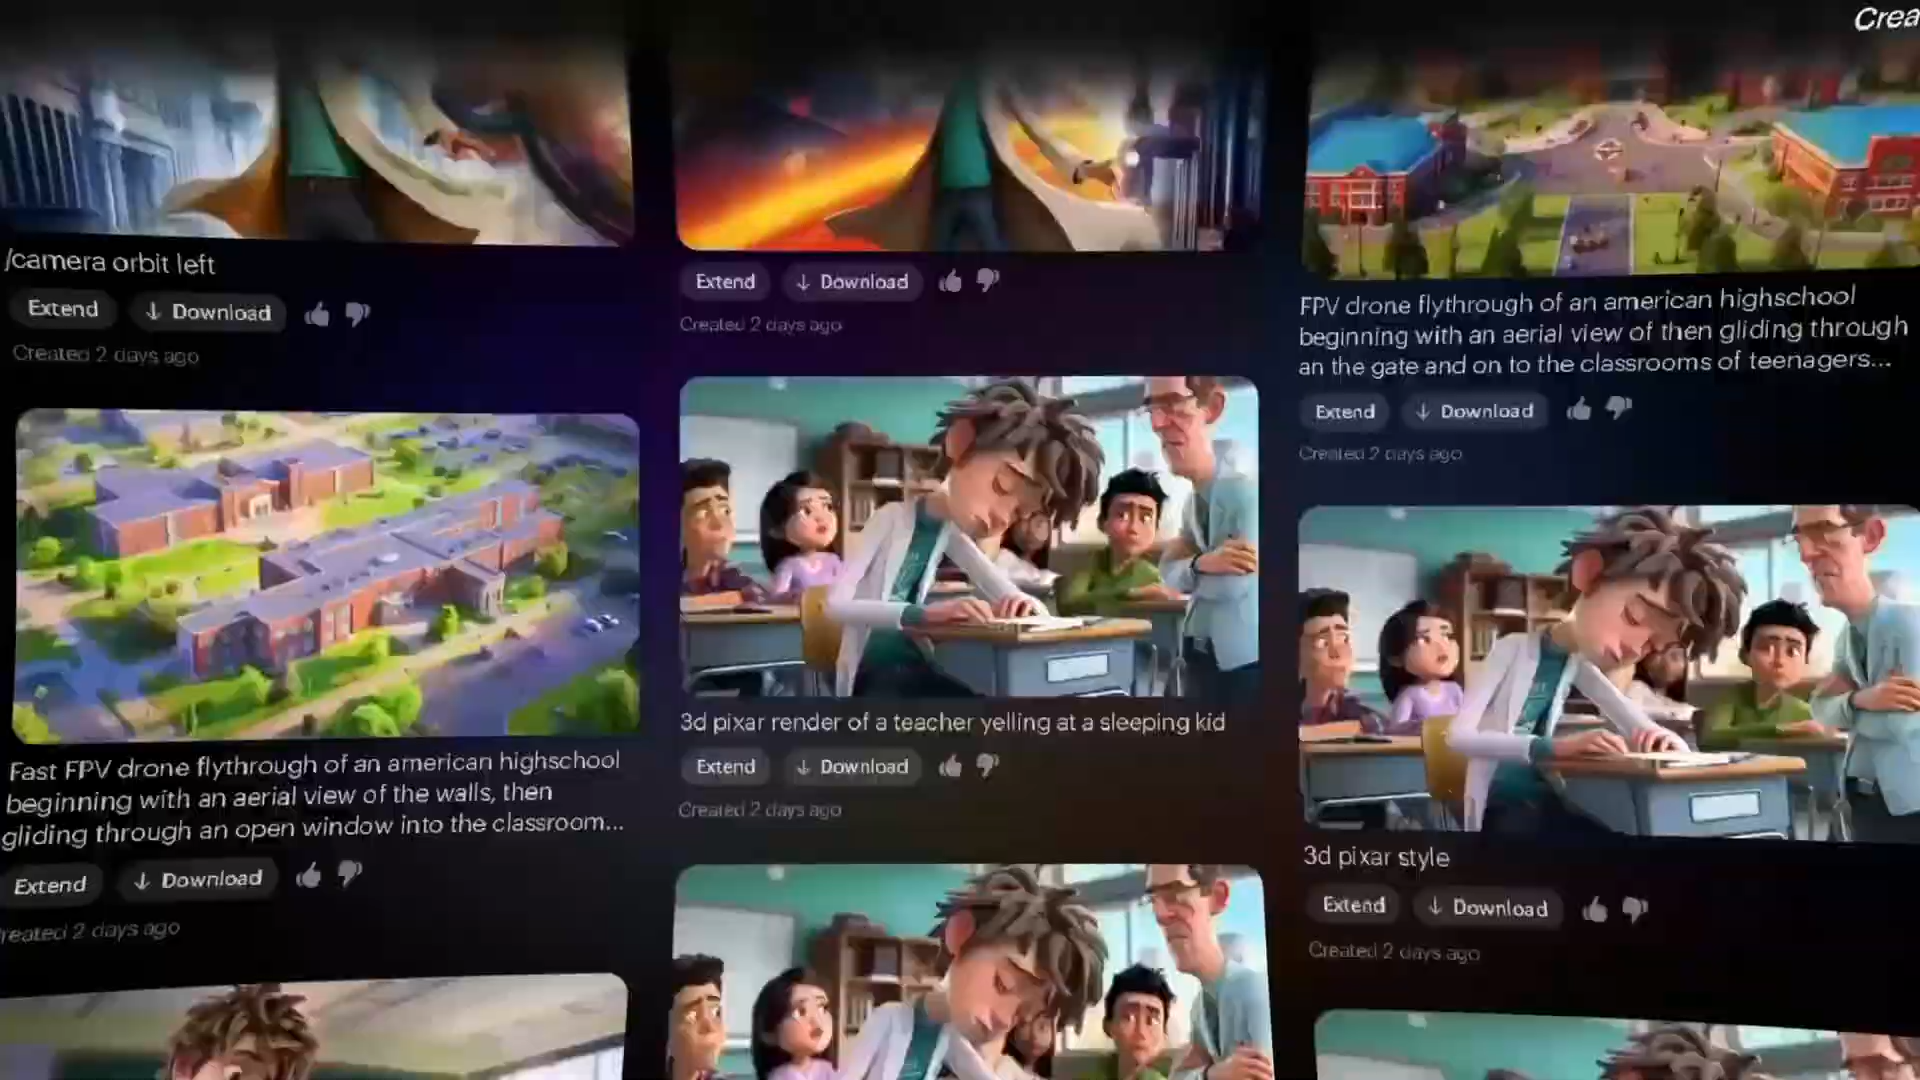 Crea
/camera orbit left
Extend
Download
Created 2 days ago
Fast FPV drone flythrough of an american highschool
beginning with an aerial view of the walls, then
gliding through an open window into the classroom...
Extend
Download
reated 2 days ago
Extend
Download
Created 2 days ago
3d pixar render of a teacher yelling at a sleeping kid
Extend
Download
Created 2 days ago
FPV drone flythrough of an american highschool
beginning with an aerial view of then gliding through
an the gate and on to the classrooms of teenagers...
Extend
Download
Created 2 days ago
3d pixar style
Extend
Download
Created 2 days ago